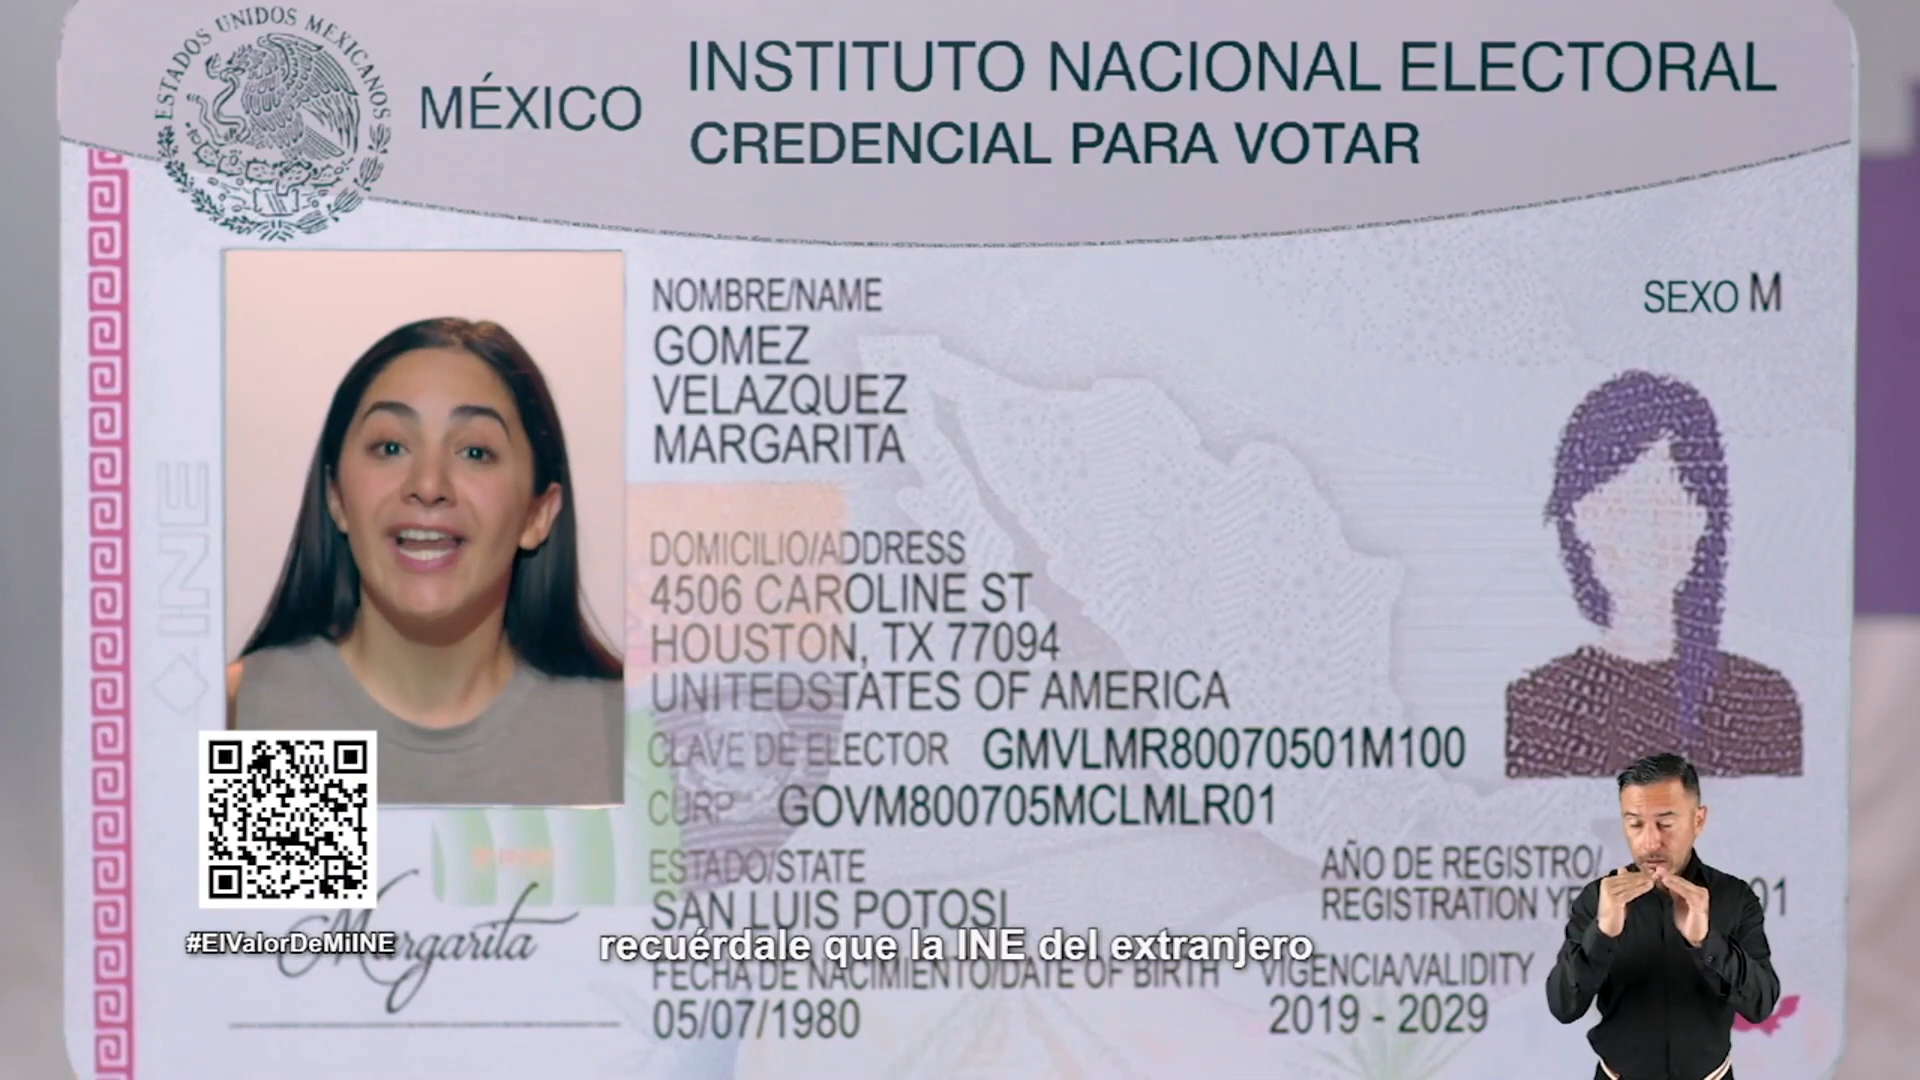 ESTADOS UNIDOS MEXICANOS
MÉXICO
INSTITUTO NACIONAL ELECTORAL
CREDENCIAL PARA VOTAR
NOMBRE/NAME
GOMEZ
VELAZQUEZ
MARGARITA
SEXO M
INE
DOMICILIO/ADDRESS
4506 CAROLINE ST
HOUSTON, TX 77094
UNITEDSTATES OF AMERICA
CLAVE DE ELECTOR GMVLMR80070501M100
CURP GOVM800705MCLMLR01
ESTADO/STATE
SAN LUIS POTOSI
AÑO DE REGISTRO/
REGISTRATION YE 01
Margarita
#ElValorDeMiINE
recuérdale que la INE del extranjero
FECHA DE NACIMIENTO/DATE OF BIRTH
05/07/1980
VIGENCIA/VALIDITY
2019 - 2029